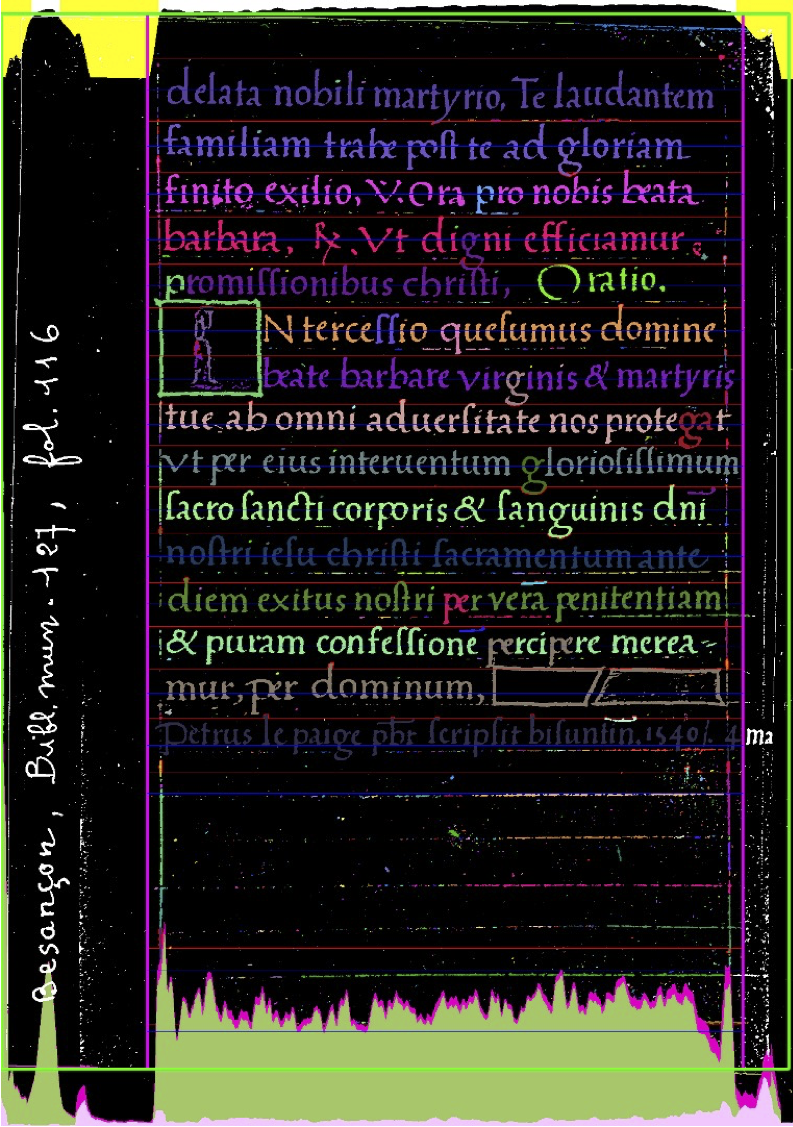 delata nobili martyrio, Te laudantem
familiam trahe post te ad gloriam
finito exilio, V. Ora pro nobis beata
barbara, ℞. Vt digni efficiamur
promissionibus christi, Oratio.
INtercessio quesumus domine
beate barbare virginis & martyris
tue ab omni aduersitate nos protegat
vt per eius interuentum gloriosissimum
sacro sancti corporis & sanguinis dni
nostri iesu christi sacramentum ante
diem exitus nostri per vera penitentiam
& puram confessione percipere merea-
mur, per dominum,
Petrus le paige pbr scripsit bisuntin. 1540. 4 ma
Besançon, Bibl. mun. - 127, fol. 116